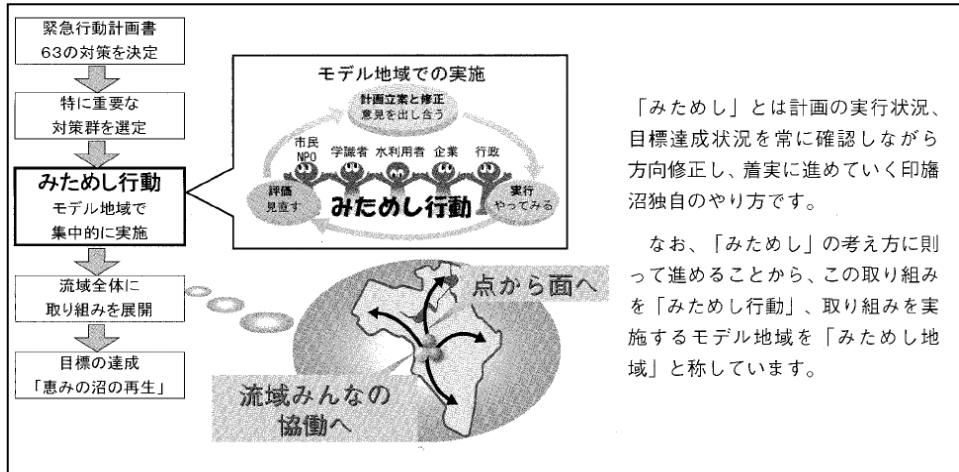 緊急行動計画書
63の対策を決定
特に重要な
対策群を選定
みためし行動
モデル地域で
集中的に実施
流域全体に
取り組みを展開
目標の達成
「恵みの沼の再生」
モデル地域での実施
計画立案と修正
意見を出し合う
市民
NPO
学識者
水利用者
企業
行政
評価
見直す
みためし行動
実行
やってみる
点から面へ
流域みんなの
協働へ
「みためし」とは計画の実行状況、
目標達成状況を常に確認しながら
方向修正し、着実に進めていく印旛
沼独自のやり方です。
なお、「みためし」の考え方に則
って進めることから、この取り組み
を「みためし行動」、取り組みを実
施するモデル地域を「みためし地
域」と称しています。